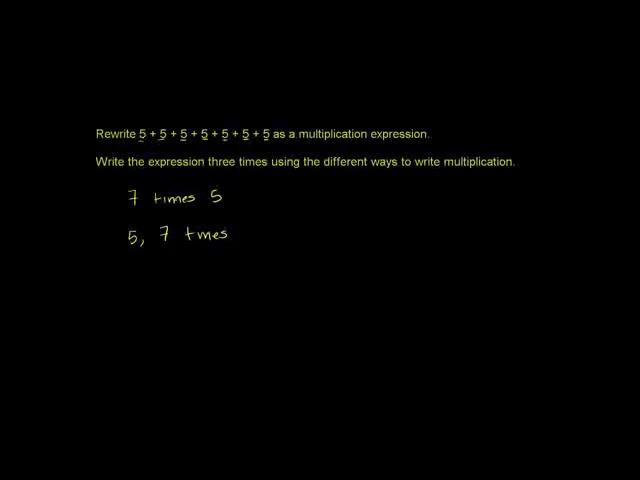 Rewrite 5 + 5 + 5 + 5 + 5 + 5 + 5 as a multiplication expression.
Write the expression three times using the different ways to write multiplication.
7 times 5
5, 7 tmes